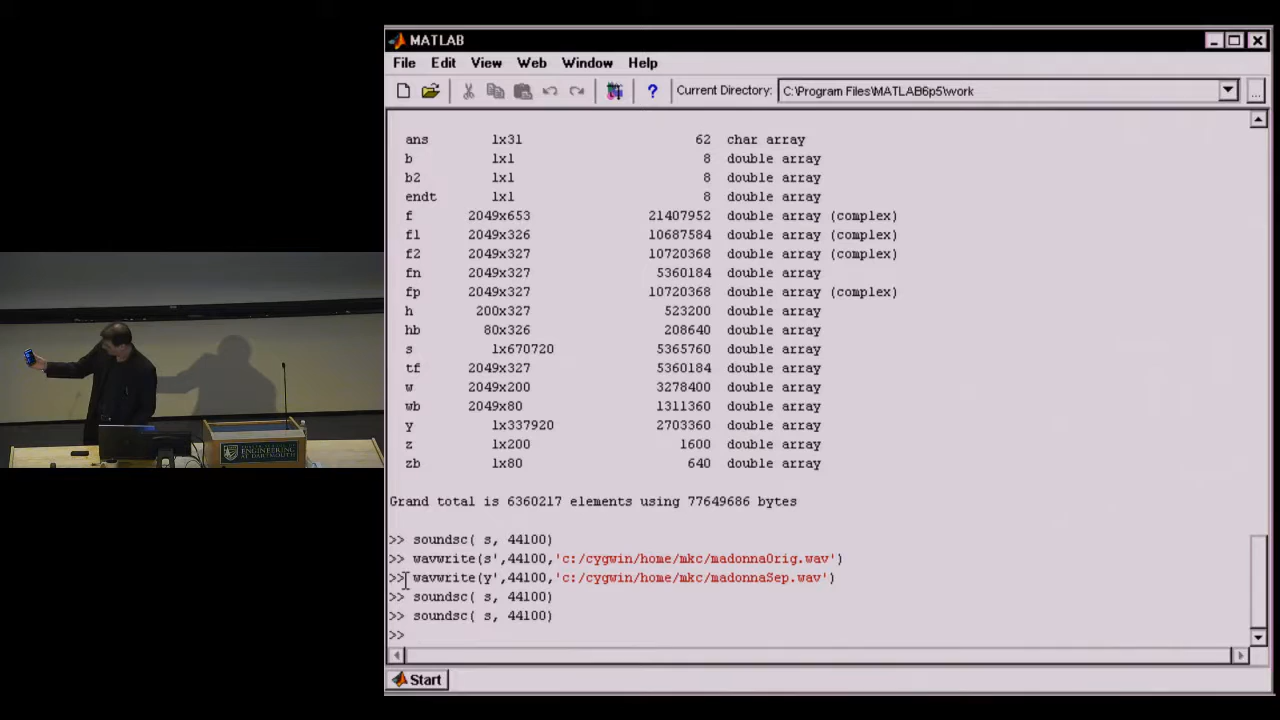 MATLAB
File Edit View Web Window Help
? Current Directory: C:\Program Files\MATLAB6p5\work ...
ans 1x31 62 char array
b 1x1 8 double array
b2 1x1 8 double array
endt 1x1 8 double array
f 2049x653 21407952 double array (complex)
f1 2049x326 10687584 double array (complex)
f2 2049x327 10720368 double array (complex)
fn 2049x327 5360184 double array
fp 2049x327 10720368 double array (complex)
h 200x327 523200 double array
hb 80x326 208640 double array
s 1x670720 5365760 double array
tf 2049x327 5360184 double array
w 2049x200 3278400 double array
wb 2049x80 1311360 double array
y 1x337920 2703360 double array
z 1x200 1600 double array
zb 1x80 640 double array
Grand total is 6360217 elements using 77649686 bytes
>> soundsc( s, 44100)
>> wavwrite(s',44100,'c:/cygwin/home/mkc/madonnaOrig.wav')
>> wavwrite(y',44100,'c:/cygwin/home/mkc/madonnaSep.wav')
>> soundsc( s, 44100)
>> soundsc( s, 44100)
>>
Start
ENGINEERING
AT DARTMOUTH